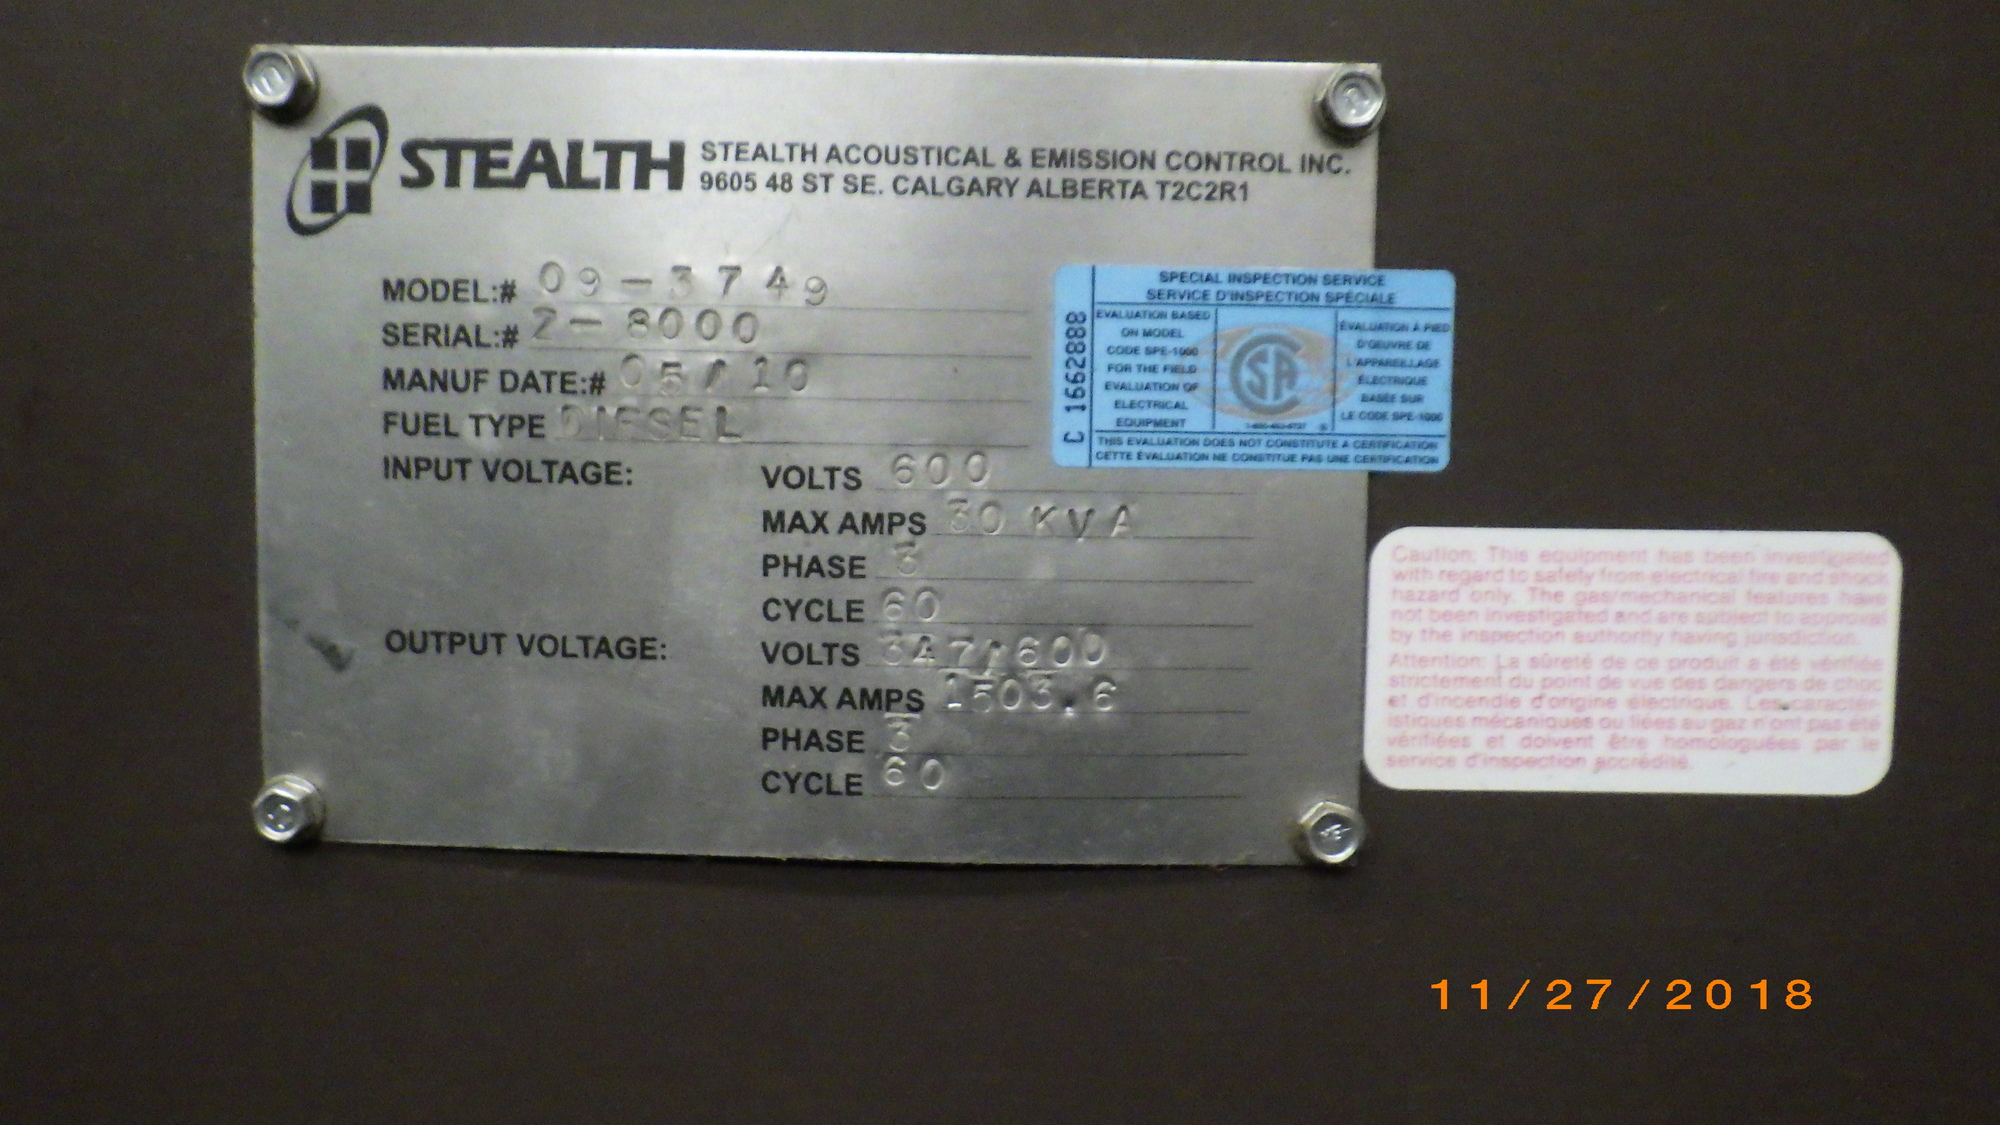 STEALTH
STEALTH ACOUSTICAL & EMISSION CONTROL INC.
9605 48 ST SE. CALGARY ALBERTA T2C2R1
MODEL:# 09-3749
SERIAL:# 2-8000
MANUF DATE:# 05/10
FUEL TYPE DIESEL
INPUT VOLTAGE:
VOLTS 600
MAX AMPS 30 KVA
PHASE 3
CYCLE 60
OUTPUT VOLTAGE:
VOLTS 347/600
MAX AMPS 1503.6
PHASE 3
CYCLE 60
C 1662888
SPECIAL INSPECTION SERVICE
SERVICE D'INSPECTION SPÉCIALE
EVALUATION BASED
ON MODEL
CODE SPE-1000
FOR THE FIELD
EVALUATION OF
ELECTRICAL
EQUIPMENT
CSA
ÉVALUATION À PIED
D'OEUVRE DE
L'APPAREILLAGE
ÉLECTRIQUE
BASÉE SUR
LE CODE SPE-1000
THIS EVALUATION DOES NOT CONSTITUTE A CERTIFICATION
CETTE ÉVALUATION NE CONSTITUE PAS UNE CERTIFICATION
Caution: This equipment has been investigated
with regard to safety from electrical fire and shock
hazard only. The gas/mechanical features have
not been investigated and are subject to approval
by the inspection authority having jurisdiction.
Attention: La sûreté de ce produit a été vérifiée
strictement du point de vue des dangers de choc
et d'incendie d'origine électrique. Les caractér-
istiques mécaniques ou liées au gaz n'ont pas été
vérifiées et doivent être homologuées par le
service d'inspection accrédité.
11/27/2018